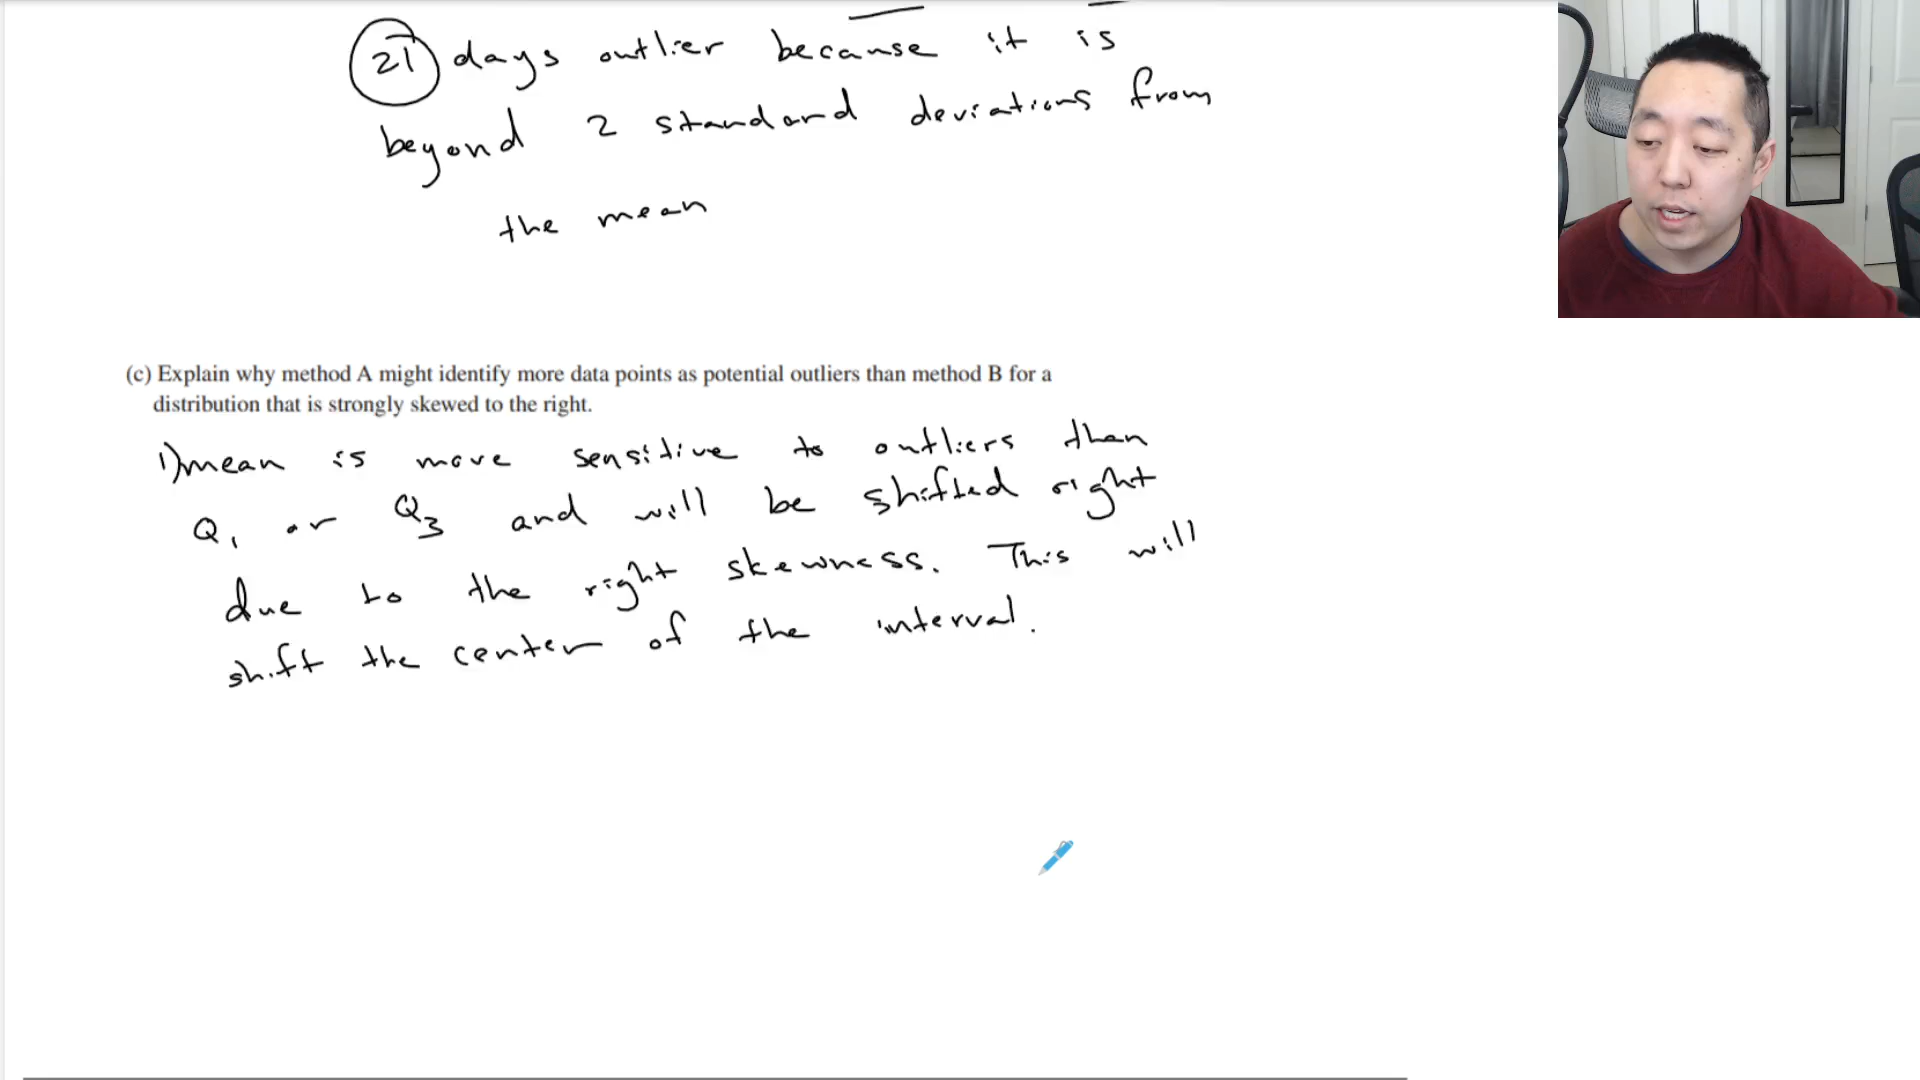 21 days outlier because it is
beyond 2 standard deviations from
the mean
(c) Explain why method A might identify more data points as potential outliers than method B for a
distribution that is strongly skewed to the right.
1) mean is more sensitive to outliers than
Q1 or Q3 and will be shifted right
due to the right skewness. This will
shift the center of the interval.